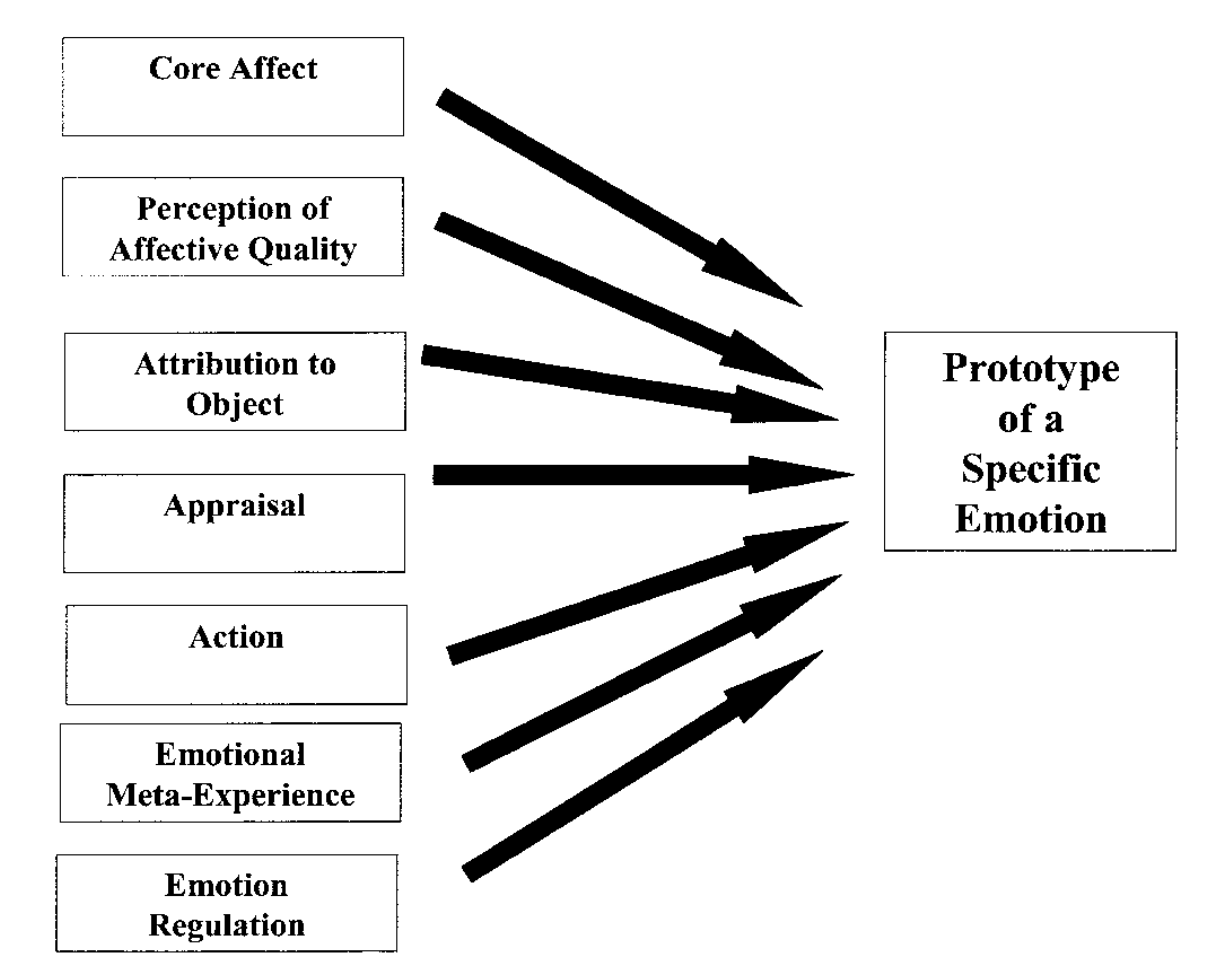 Core Affect
Perception of
Affective Quality
Attribution to
Object
Appraisal
Action
Emotional
Meta-Experience
Emotion
Regulation
Prototype
of a
Specific
Emotion